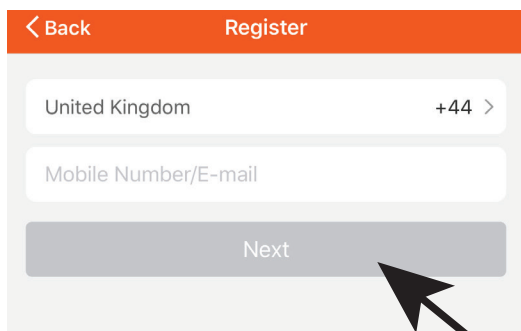 Back
Register
United Kingdom +44
Mobile Number/E-mail
Next